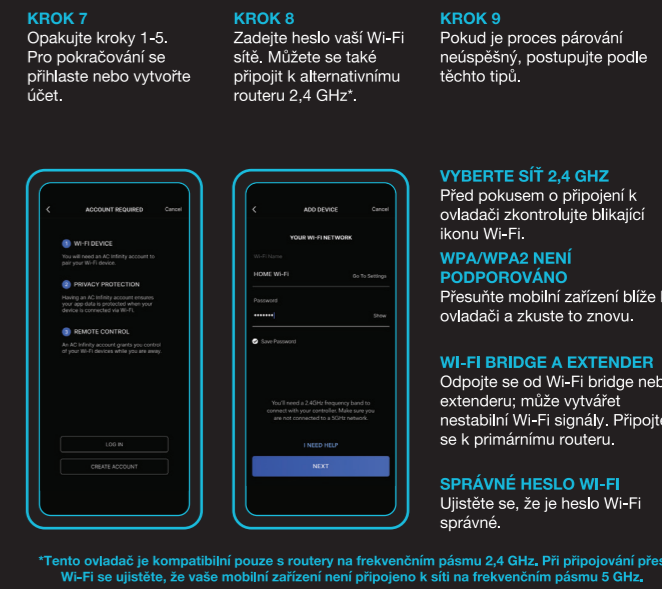 KROK 7
Opakujte kroky 1-5.
Pro pokračování se
přihlaste nebo vytvořte
účet.
KROK 8
Zadejte heslo vaší Wi-Fi
sítě. Můžete se také
připojit k alternativnímu
routeru 2,4 GHz*.
KROK 9
Pokud je proces párování
neúspěšný, postupujte podle
těchto tipů.
ACCOUNT REQUIRED Cancel
1 WI-FI DEVICE
You will need an AC Infinity account to
pair your Wi-Fi device.
2 PRIVACY PROTECTION
Having an AC Infinity account ensures
your app data is protected when your
device is connected via Wi-Fi.
3 REMOTE CONTROL
An AC Infinity account grants you control
of your Wi-Fi devices while you are away.
LOG IN
CREATE ACCOUNT
ADD DEVICE Cancel
YOUR WI-FI NETWORK
Wi-Fi Name
HOME Wi-Fi Go To Settings
Password
••••••• Show
Save Password
You'll need a 2.4GHz frequency band to
connect with your controller. Make sure you
are not connected to a 5GHz network.
I NEED HELP
NEXT
VYBERTE SÍŤ 2,4 GHZ
Před pokusem o připojení k
ovladači zkontrolujte blikající
ikonu Wi-Fi.
WPA/WPA2 NENÍ
PODPOROVÁNO
Přesuňte mobilní zařízení blíže
ovladači a zkuste to znovu.
WI-FI BRIDGE A EXTENDER
Odpojte se od Wi-Fi bridge neb
extenderu; může vytvářet
nestabilní Wi-Fi signály. Připojte
se k primárnímu routeru.
SPRÁVNÉ HESLO WI-FI
Ujistěte se, že je heslo Wi-Fi
správné.
*Tento ovladač je kompatibilní pouze s routery na frekvenčním pásmu 2,4 GHz. Při připojování přes
Wi-Fi se ujistěte, že vaše mobilní zařízení není připojeno k síti na frekvenčním pásmu 5 GHz.